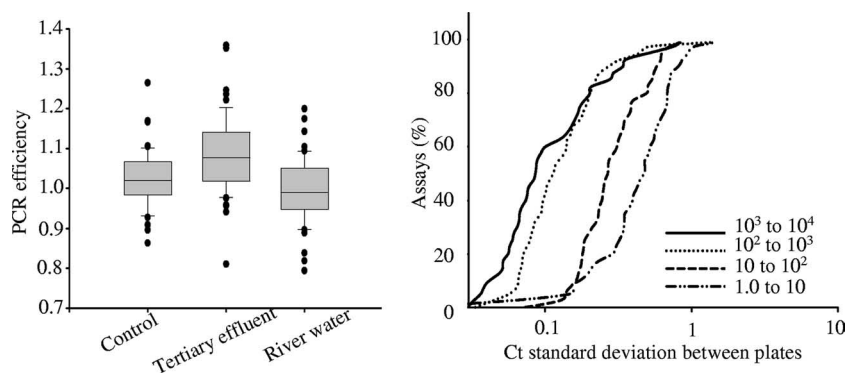 PCR efficiency
1.4
1.3
1.2
1.1
1.0
0.9
0.8
0.7
Control
Tertiary effluent
River water
Assays (%)
100
80
60
40
20
0
10³ to 10⁴
10² to 10³
10 to 10²
1.0 to 10
0.1
1
10
Ct standard deviation between plates